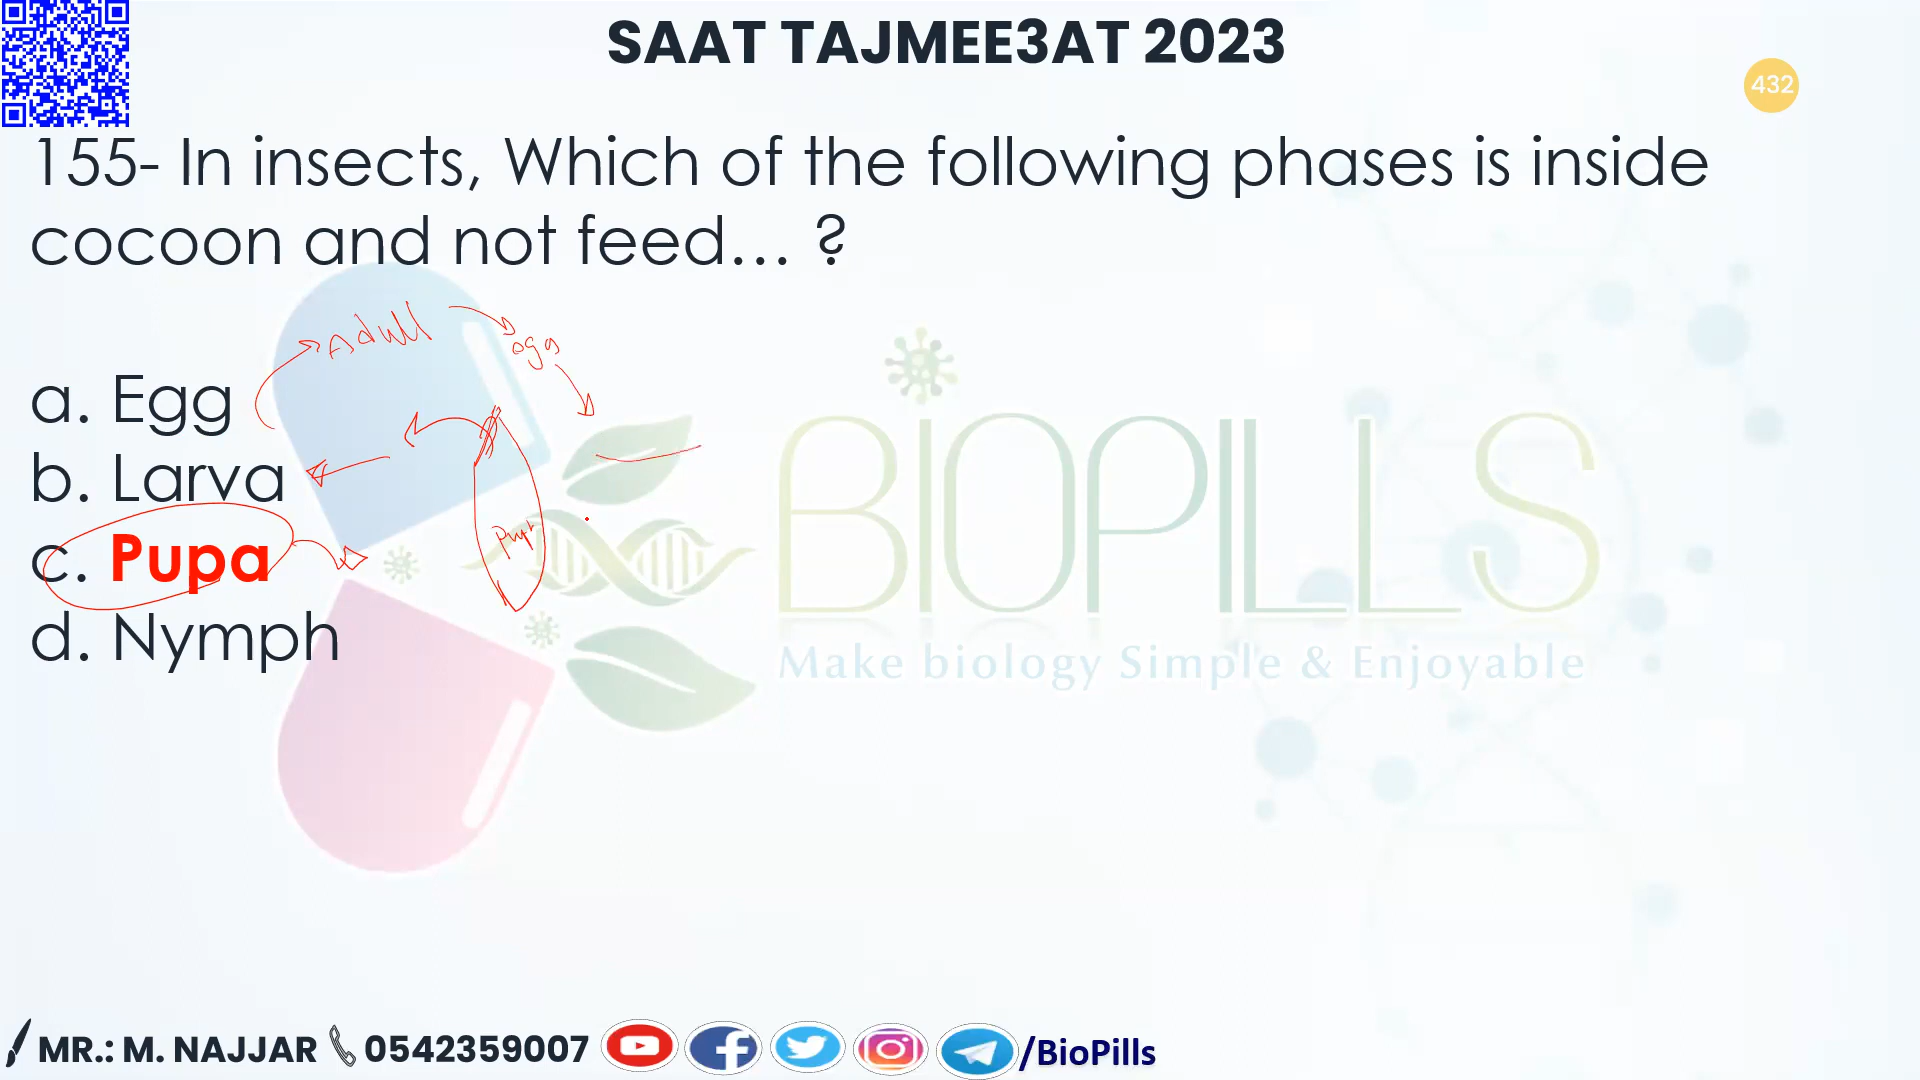 SAAT TAJMEE3AT 2023
432
155- In insects, Which of the following phases is inside
cocoon and not feed... ?
Adult
egg
a. Egg
b. Larva
c. Pupa
d. Nymph
BIOPILLS
Make biology Simple & Enjoyable
MR.: M. NAJJAR 0542359007 /BioPills